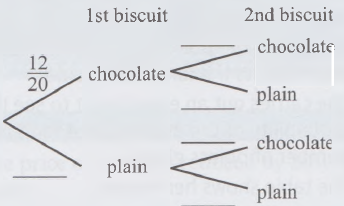 1st biscuit 2nd biscuit
chocolate
12
20
chocolate
plain
chocolate
plain
plain